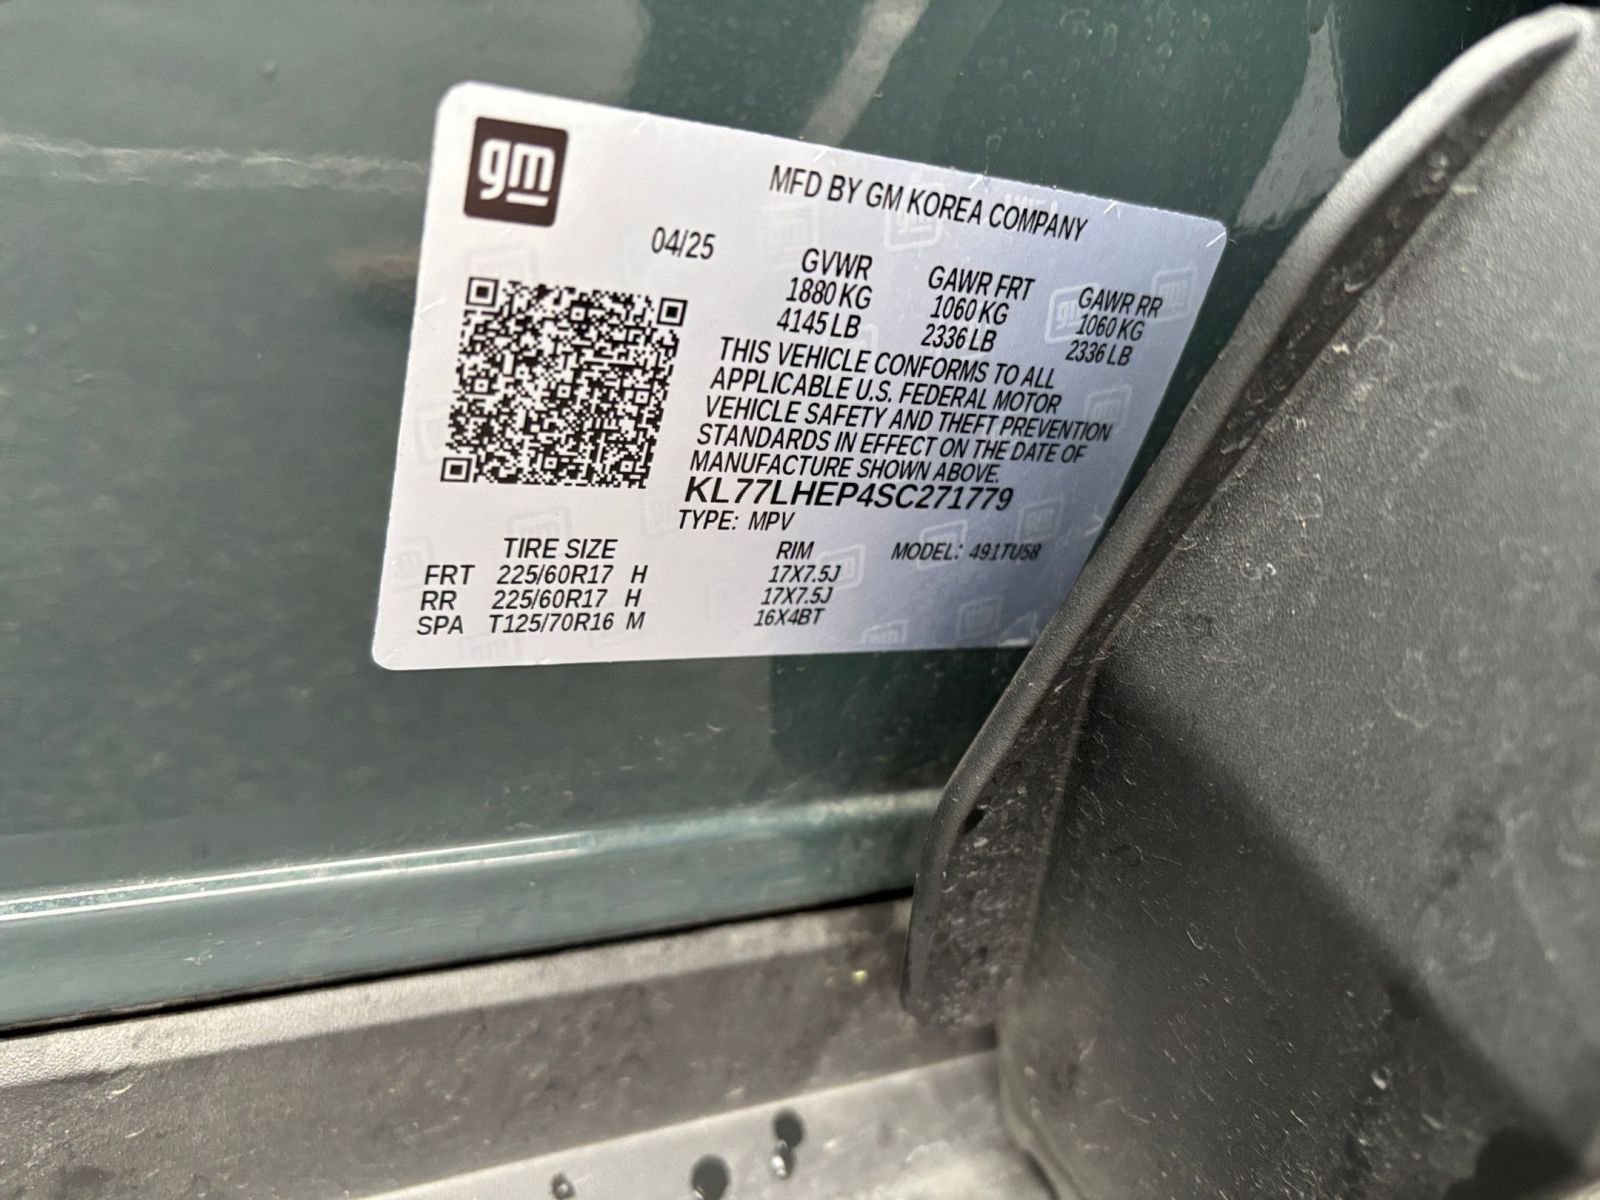 gm
MFD BY GM KOREA COMPANY
04/25
GVWR GAWR FRT GAWR RR
1880 KG 1060 KG 1060 KG
4145 LB 2336 LB 2336 LB
THIS VEHICLE CONFORMS TO ALL
APPLICABLE U.S. FEDERAL MOTOR
VEHICLE SAFETY AND THEFT PREVENTION
STANDARDS IN EFFECT ON THE DATE OF
MANUFACTURE SHOWN ABOVE.
KL77LHEP4SC271779
TYPE: MPV
TIRE SIZE RIM MODEL: 491TU58
FRT 225/60R17 H 17X7.5J
RR 225/60R17 H 17X7.5J
SPA T125/70R16 M 16X4BT